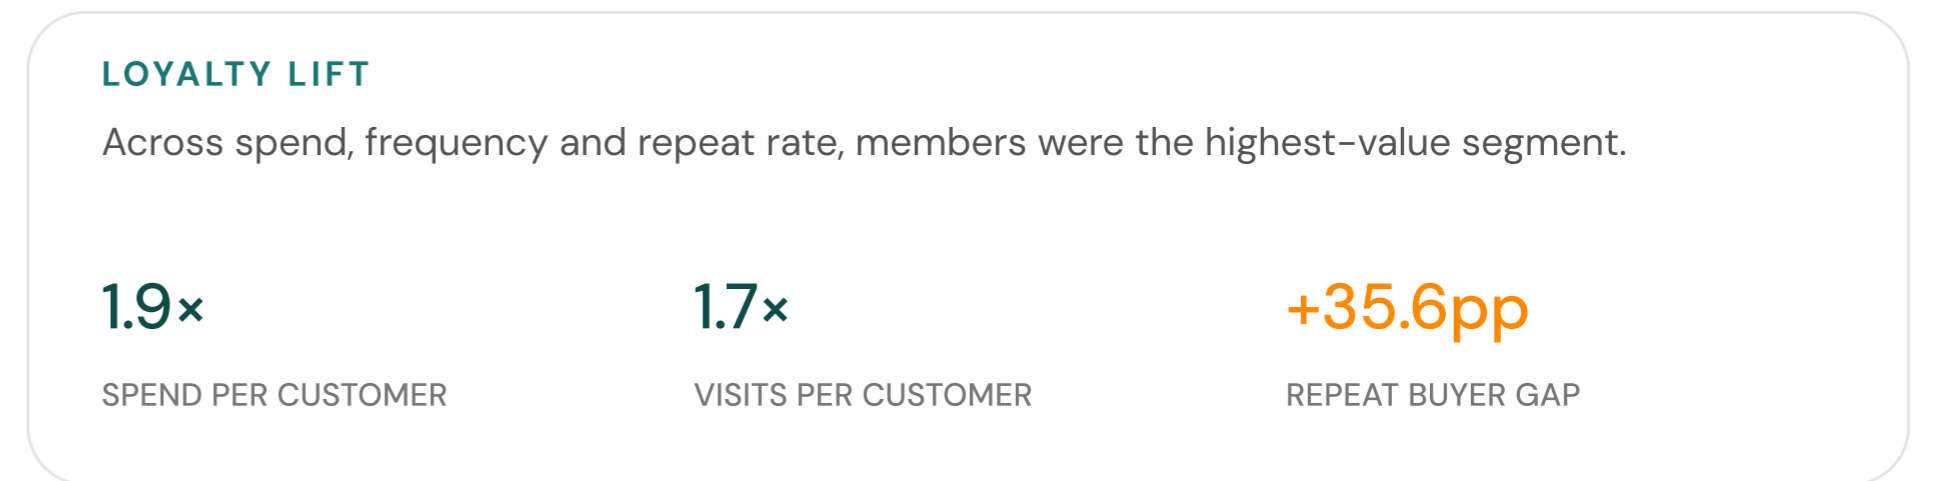 LOYALTY LIFT
Across spend, frequency and repeat rate, members were the highest-value segment.
1.9×
1.7×
+35.6pp
SPEND PER CUSTOMER
VISITS PER CUSTOMER
REPEAT BUYER GAP